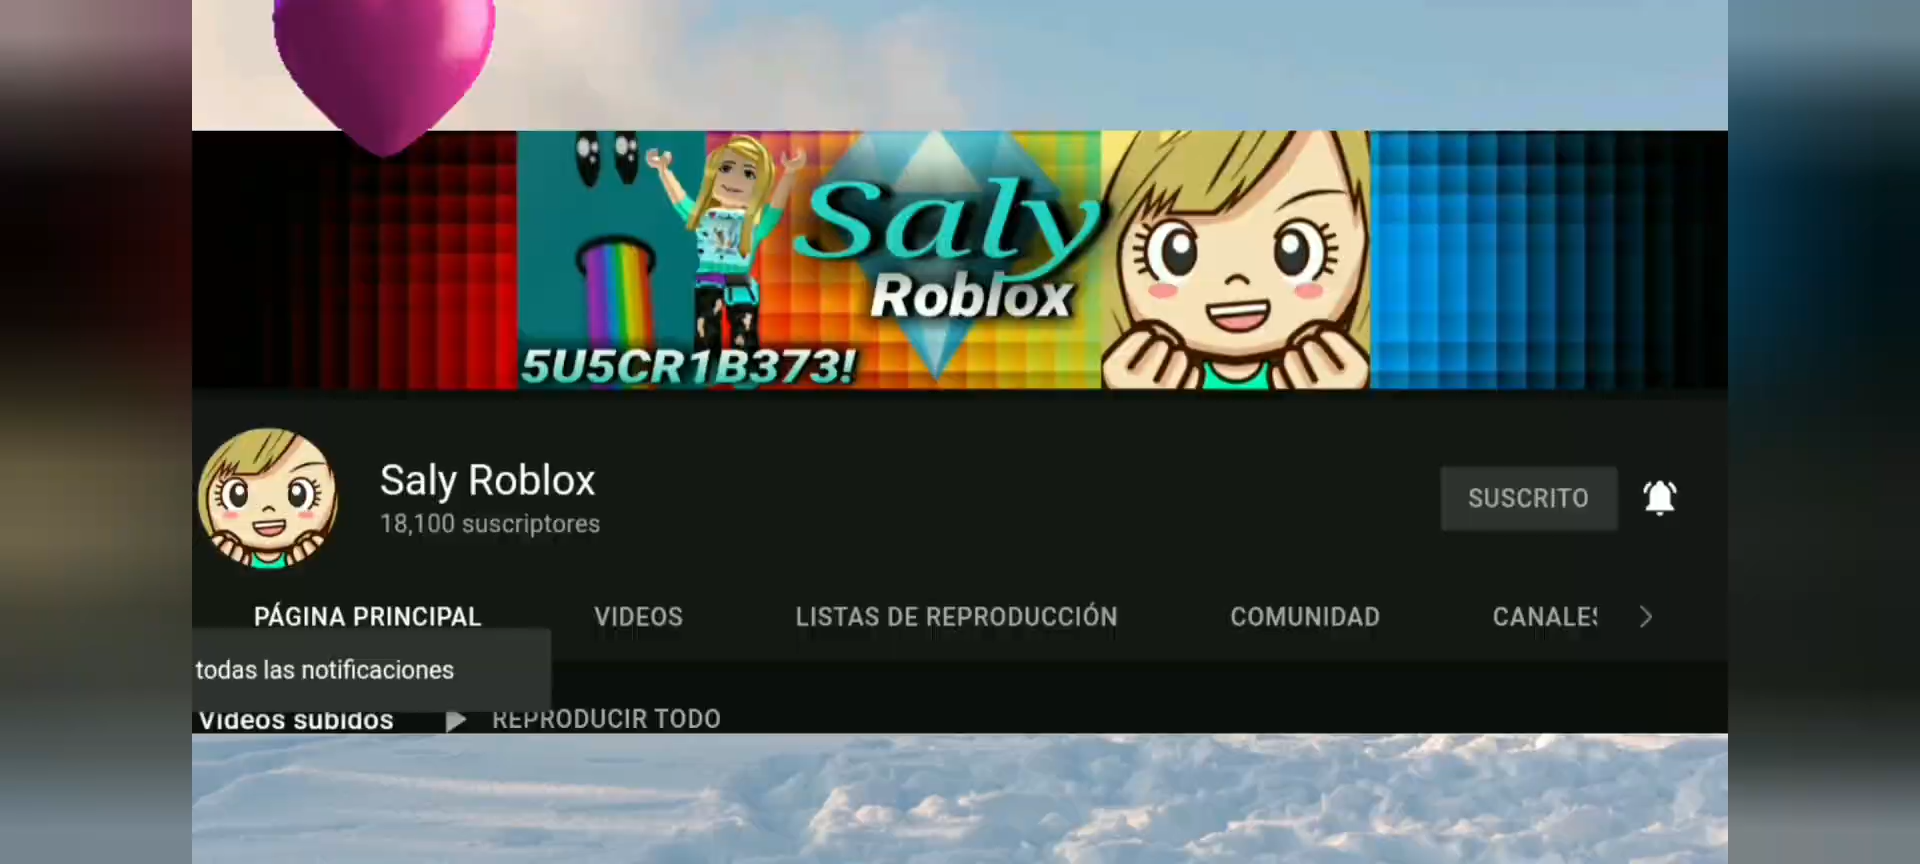 Saly
Roblox
5U5CR1B373!
Saly Roblox
18,100 suscriptores
SUSCRITO
PÁGINA PRINCIPAL
VIDEOS
LISTAS DE REPRODUCCIÓN
COMUNIDAD
CANALES
todas las notificaciones
Videos subidos
REPRODUCIR TODO